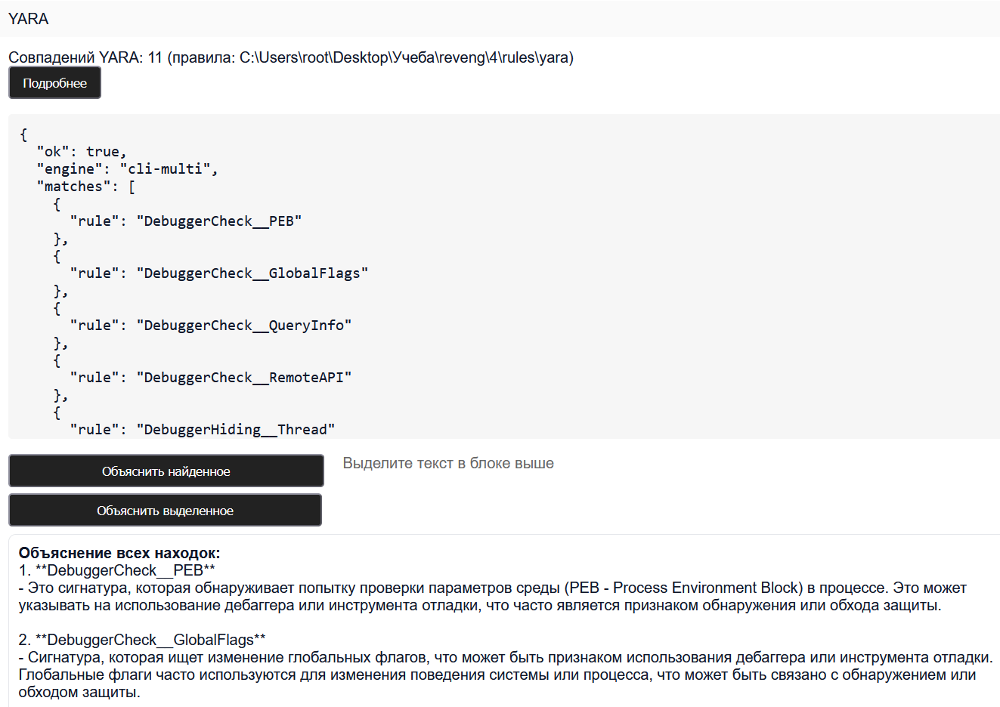 YARA
Совпадений YARA: 11 (правила: C:\Users\root\Desktop\Учеба\reveng\4\rules\yara)
Подробнее
{
  "ok": true,
  "engine": "cli-multi",
  "matches": [
    {
      "rule": "DebuggerCheck__PEB"
    },
    {
      "rule": "DebuggerCheck__GlobalFlags"
    },
    {
      "rule": "DebuggerCheck__QueryInfo"
    },
    {
      "rule": "DebuggerCheck__RemoteAPI"
    },
    {
      "rule": "DebuggerHiding__Thread"
Объяснить найденное
Выделите текст в блоке выше
Объяснить выделенное
Объяснение всех находок:
1. **DebuggerCheck__PEB**
- Это сигнатура, которая обнаруживает попытку проверки параметров среды (PEB - Process Environment Block) в процессе. Это может
указывать на использование дебаггера или инструмента отладки, что часто является признаком обнаружения или обхода защиты.
2. **DebuggerCheck__GlobalFlags**
- Сигнатура, которая ищет изменение глобальных флагов, что может быть признаком использования дебаггера или инструмента отладки.
Глобальные флаги часто используются для изменения поведения системы или процесса, что может быть связано с обнаружением или
обходом защиты.